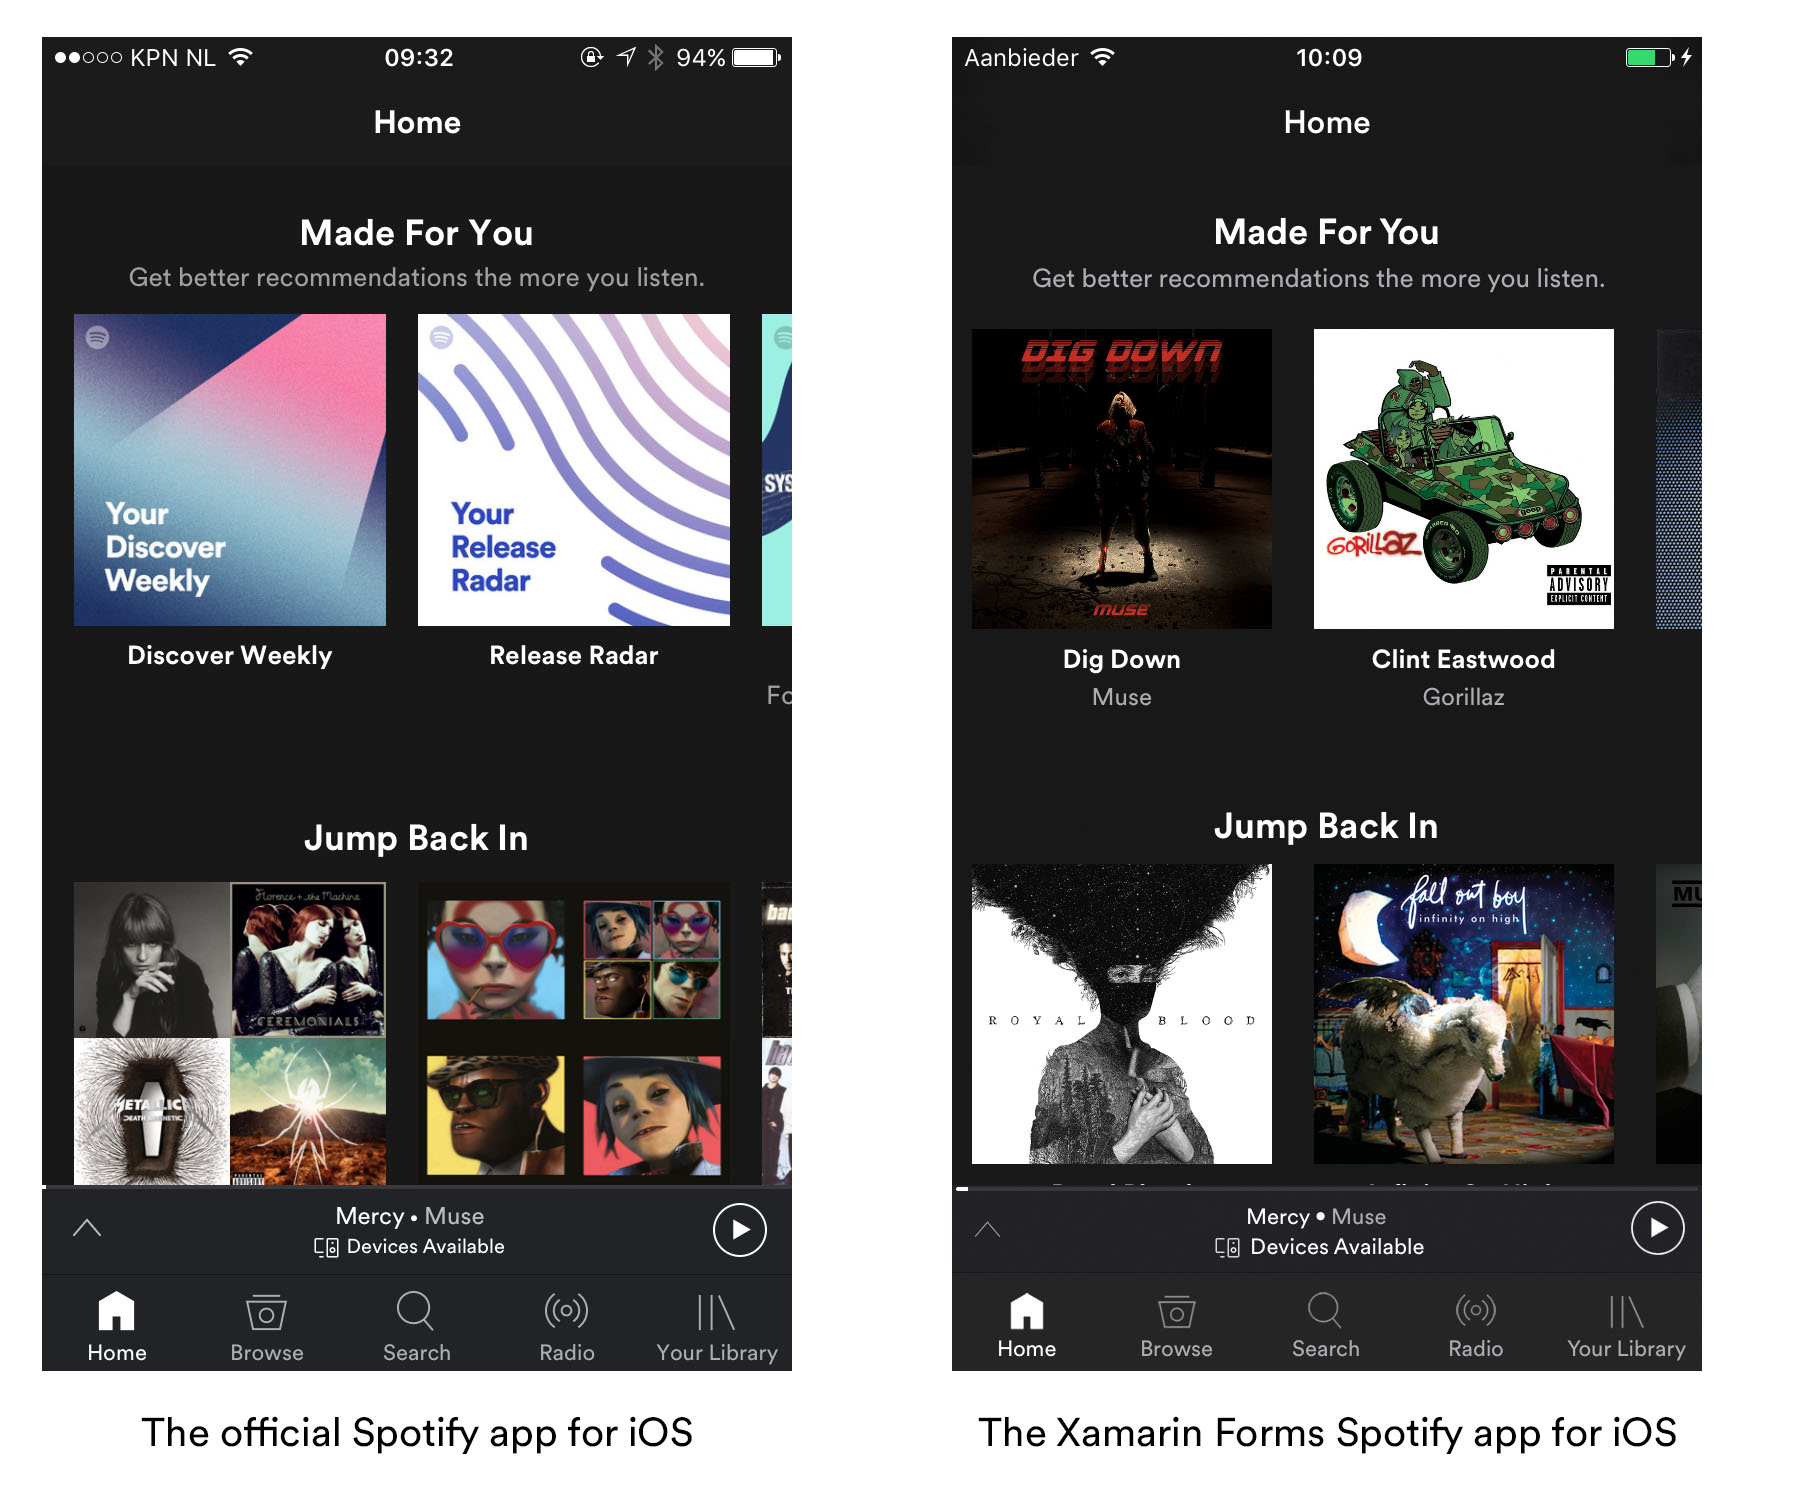 KPN NL 09:32 94%
Home
Made For You
Get better recommendations the more you listen.
Your
Discover
Weekly
Your
Release
Radar
SYS
Discover Weekly
Release Radar
Fo
Jump Back In
Florence + the Machine
CEREMONIALS
METALLIC
DEATH MAGNETIC
PARENTAL
ADVISORY
Mercy • Muse
Devices Available
Home
Browse
Search
Radio
Your Library
The official Spotify app for iOS
Aanbieder 10:09
Home
Made For You
Get better recommendations the more you listen.
DIG DOWN
MUSE
GORILLAZ
PARENTAL
ADVISORY
EXPLICIT CONTENT
Dig Down
Muse
Clint Eastwood
Gorillaz
Jump Back In
ROYAL BLOOD
fall out boy
infinity on high
MU
Mercy • Muse
Devices Available
Home
Browse
Search
Radio
Your Library
The Xamarin Forms Spotify app for iOS